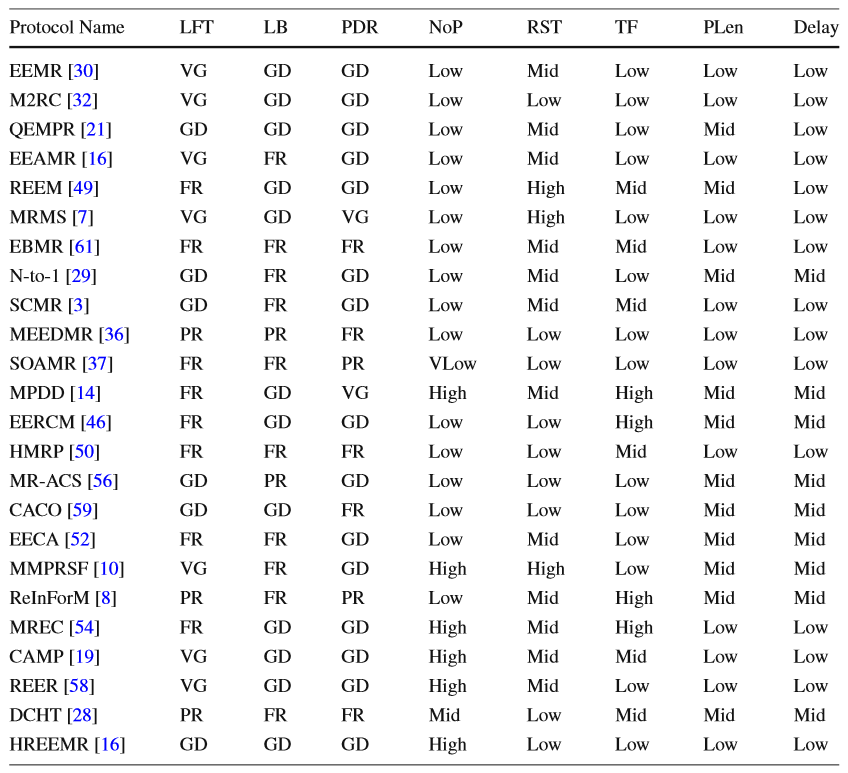 Protocol Name LFT LB PDR NoP RST TF PLen Delay
EEMR [30] VG GD GD Low Mid Low Low Low
M2RC [32] VG GD GD Low Low Low Low Low
QEMPR [21] GD GD GD Low Mid Low Mid Low
EEAMR [16] VG FR GD Low Mid Low Low Low
REEM [49] FR GD GD Low High Mid Mid Low
MRMS [7] VG GD VG Low High Low Low Low
EBMR [61] FR FR FR Low Mid Mid Low Low
N-to-1 [29] GD FR GD Low Mid Low Mid Mid
SCMR [3] GD FR GD Low Mid Mid Low Low
MEEDMR [36] PR PR FR Low Low Low Low Low
SOAMR [37] FR FR PR VLow Low Low Low Low
MPDD [14] FR GD VG High Mid High Mid Mid
EERCM [46] FR GD GD Low Low High Mid Mid
HMRP [50] FR FR FR Low Low Mid Low Low
MR-ACS [56] GD PR GD Low Low Low Mid Mid
CACO [59] GD GD FR Low Low Low Mid Mid
EECA [52] FR FR GD Low Mid Low Mid Mid
MMPRSF [10] VG FR GD High High Low Mid Mid
ReInForM [8] PR FR PR Low Mid High Mid Mid
MREC [54] FR GD GD High Mid High Low Low
CAMP [19] VG GD GD High Mid Mid Low Low
REER [58] VG GD GD High Mid Low Low Low
DCHT [28] PR FR FR Mid Low Mid Mid Mid
HREEMR [16] GD GD GD High Low Low Low Low